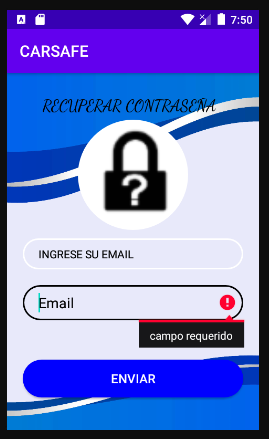 7:50
CARSAFE
RECUPERAR CONTRASEÑA
?
INGRESE SU EMAIL
Email
!
campo requerido
ENVIAR